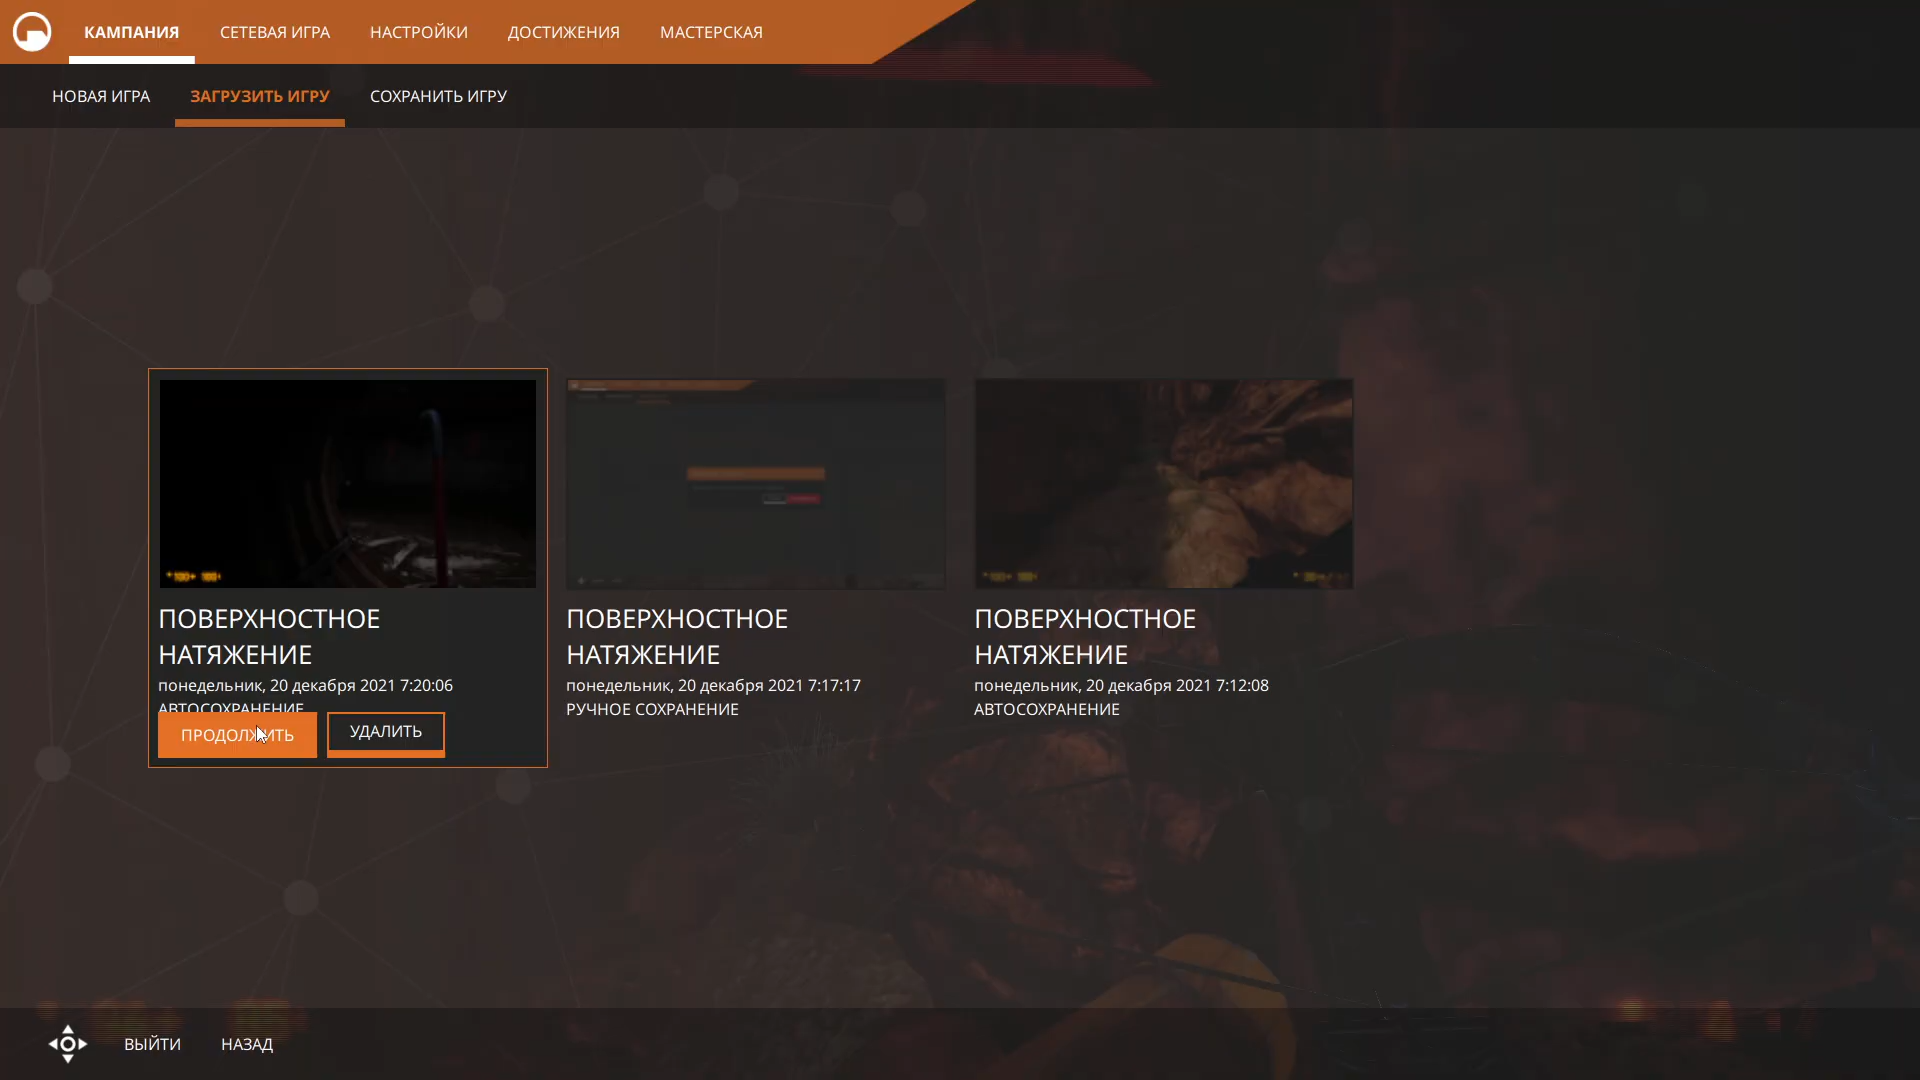 КАМПАНИЯ СЕТЕВАЯ ИГРА НАСТРОЙКИ ДОСТИЖЕНИЯ МАСТЕРСКАЯ
НОВАЯ ИГРА ЗАГРУЗИТЬ ИГРУ СОХРАНИТЬ ИГРУ
ПОВЕРХНОСТНОЕ
НАТЯЖЕНИЕ
понедельник, 20 декабря 2021 7:20:06
АВТОСОХРАНЕНИЕ
ПРОДОЛЖИТЬ УДАЛИТЬ
ПОВЕРХНОСТНОЕ
НАТЯЖЕНИЕ
понедельник, 20 декабря 2021 7:17:17
РУЧНОЕ СОХРАНЕНИЕ
ПОВЕРХНОСТНОЕ
НАТЯЖЕНИЕ
понедельник, 20 декабря 2021 7:12:08
АВТОСОХРАНЕНИЕ
ВЫЙТИ НАЗАД